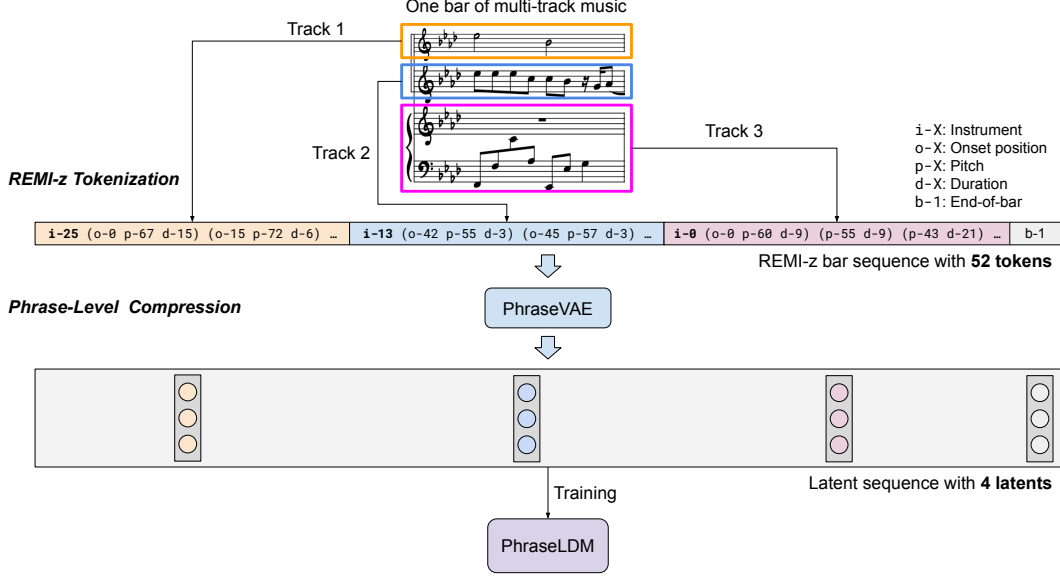 One bar of multi-track music
Track 1
Track 2
Track 3
i-X: Instrument
o-X: Onset position
p-X: Pitch
d-X: Duration
b-1: End-of-bar
REMI-z Tokenization
i-25 (o-0 p-67 d-15) (o-15 p-72 d-6) … i-13 (o-42 p-55 d-3) (o-45 p-57 d-3) … i-0 (o-0 p-60 d-9) (p-55 d-9) (p-43 d-21) … b-1
REMI-z bar sequence with 52 tokens
Phrase-Level Compression
PhraseVAE
Latent sequence with 4 latents
Training
PhraseLDM